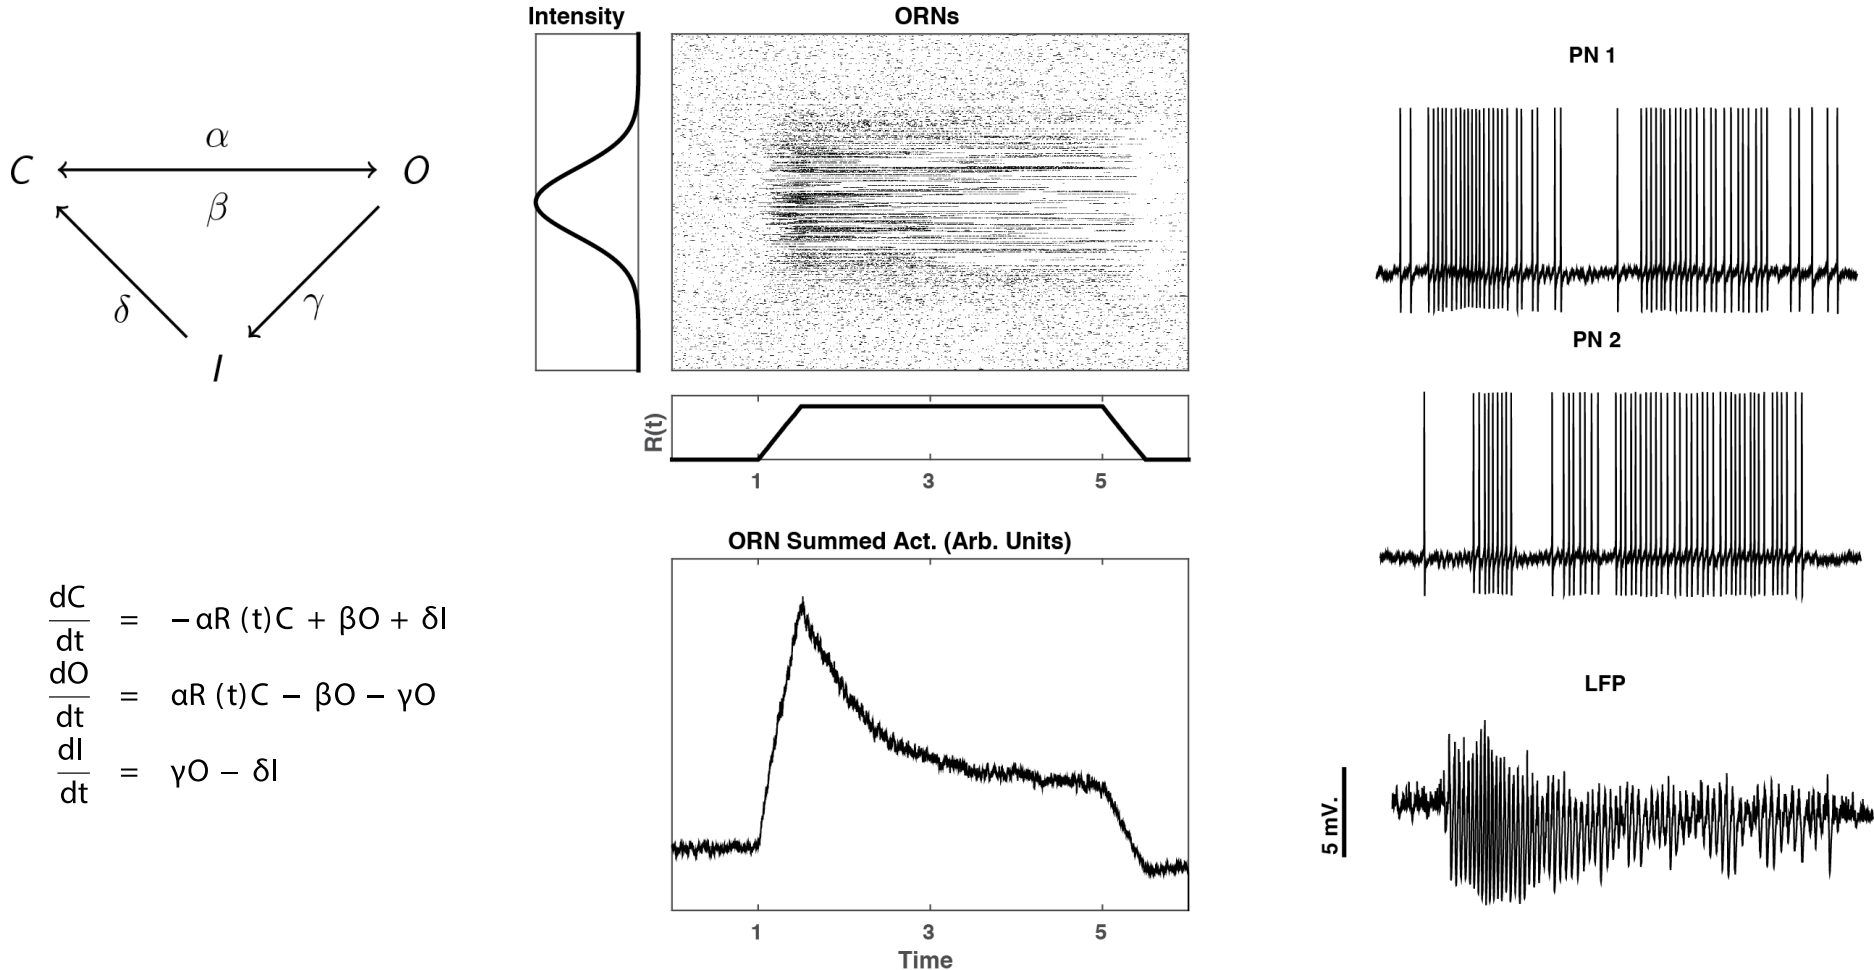 α
C
O
β
δ
γ
I
dC/dt = −αR (t)C + βO + δI
dO/dt = αR (t)C − βO − γO
dI/dt = γO − δI
Intensity
ORNs
R(t)
1 3 5
ORN Summed Act. (Arb. Units)
1 3 5
Time
PN 1
PN 2
LFP
5 mV.